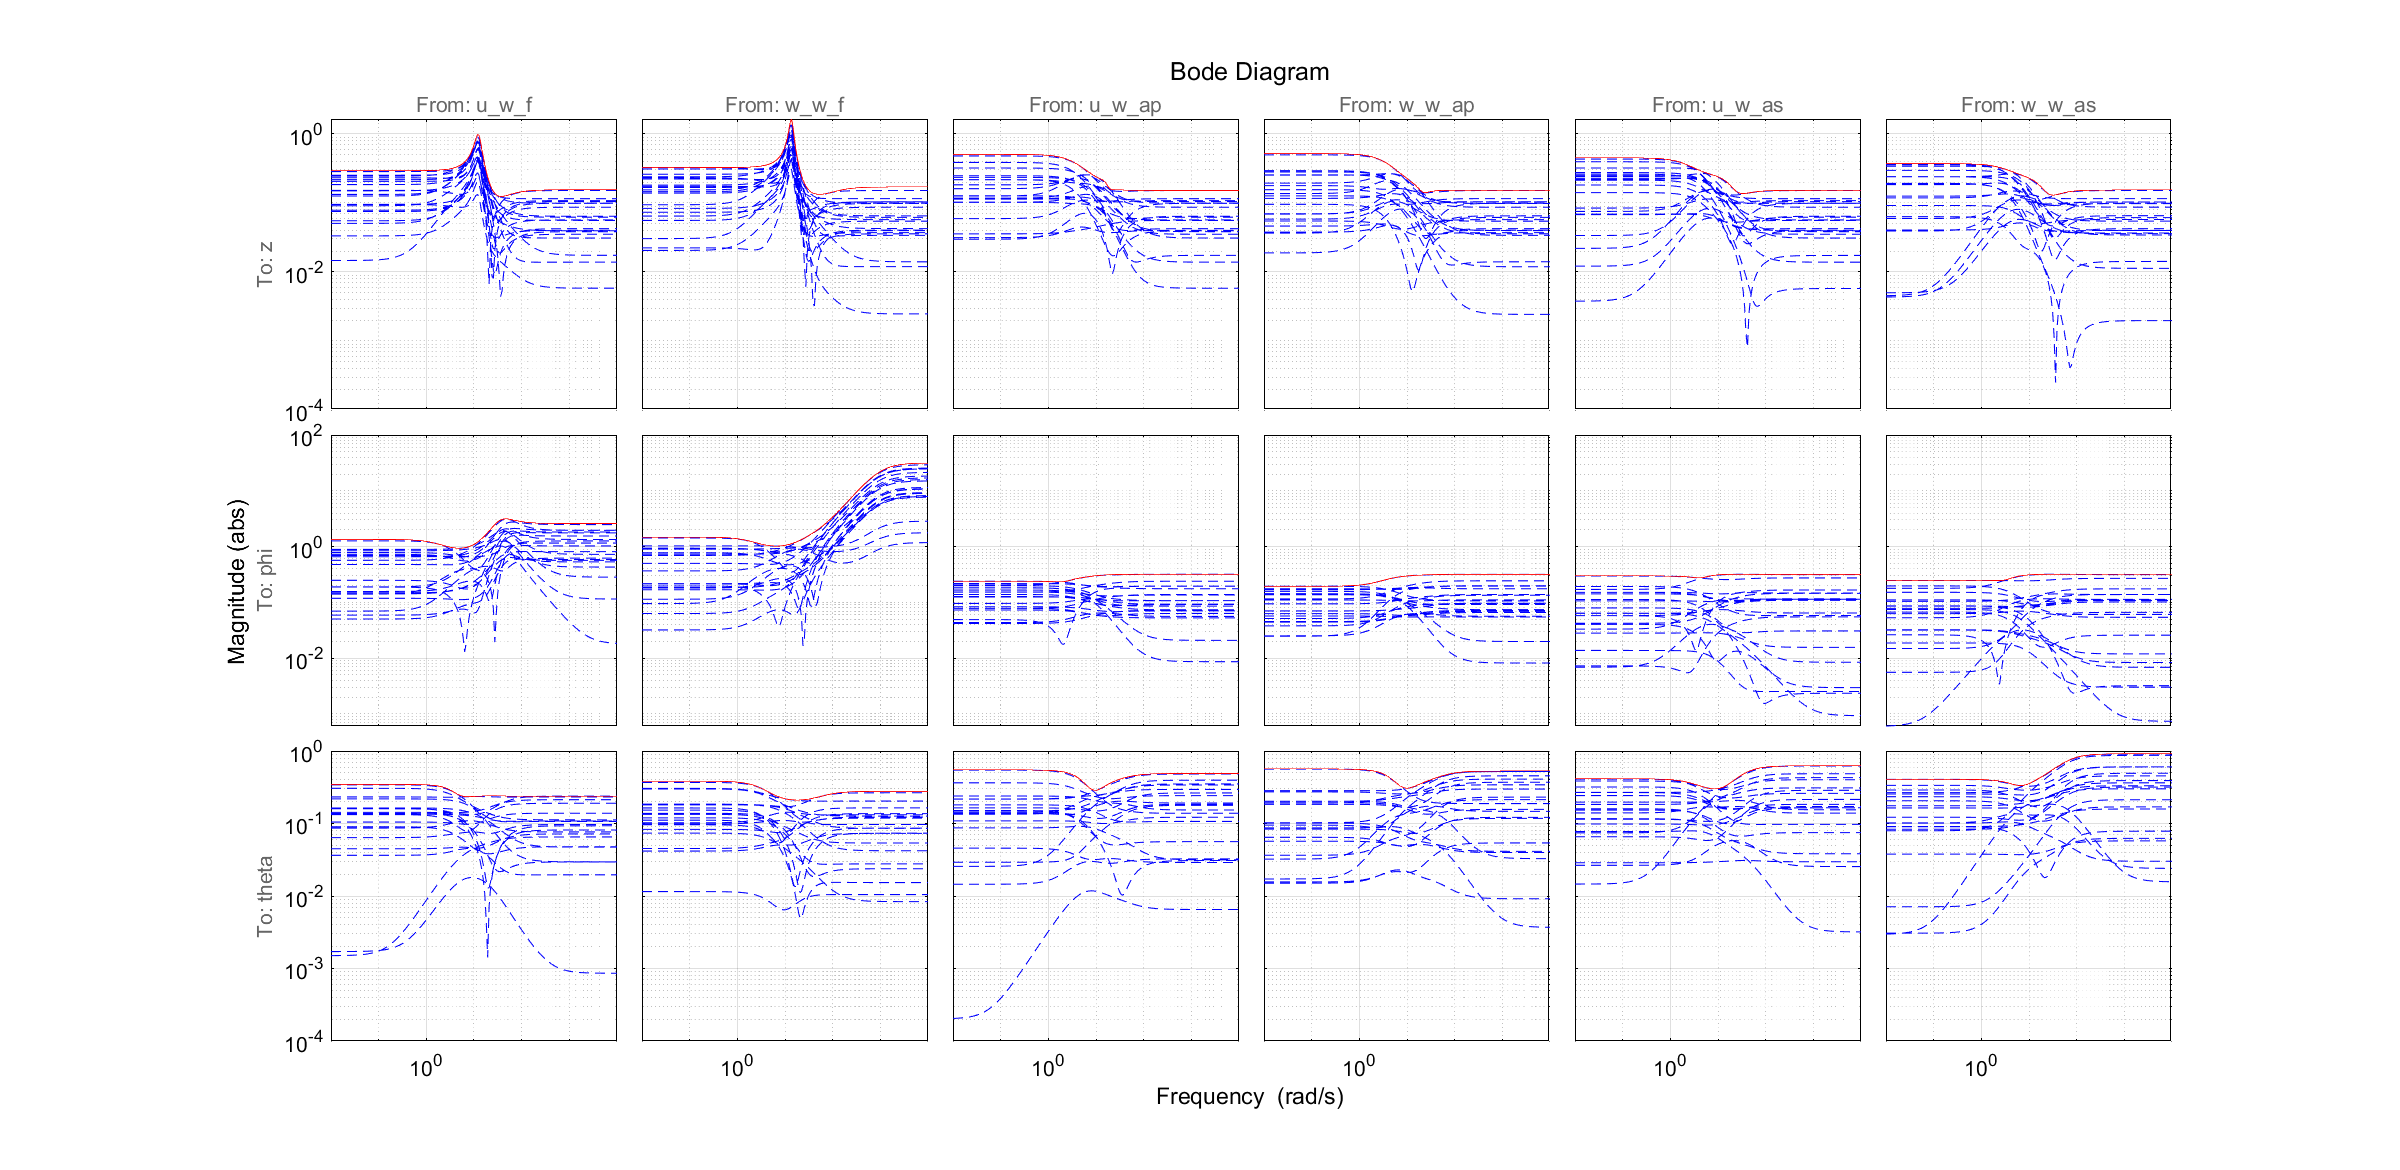 Bode Diagram
From: u_w_f
From: w_w_f
From: u_w_ap
From: w_w_ap
From: u_w_as
From: w_w_as
10^0
10^-2
10^-4
To: z
10^2
10^0
10^-2
To: phi
Magnitude (abs)
10^0
10^-1
10^-2
10^-3
10^-4
To: theta
10^0 10^0 10^0 10^0 10^0 10^0
Frequency (rad/s)